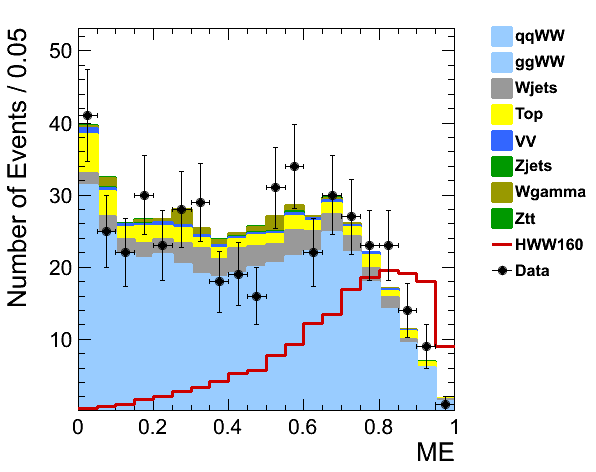 Number of Events / 0.05
50
40
30
20
10
0
0.2
0.4
0.6
0.8
1
ME
qqWW
ggWW
Wjets
Top
VV
Zjets
Wgamma
Ztt
HWW160
Data